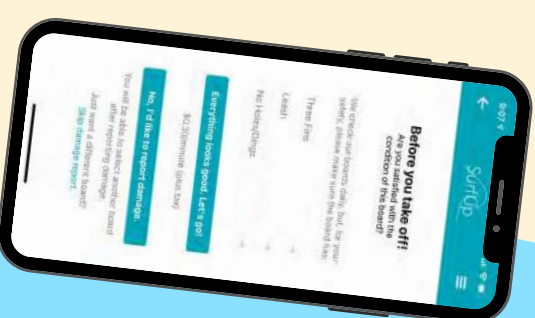 9:07
SurfUp
Before you take off!
Are you satisfied with the
condition of this board?
We check our boards daily, but, for your
safety, please make sure the board has:
Three Fins
Leash
No Holes/Dings
Everything looks good. Let's go!
$0.30/minute (plus tax)
No, I'd like to report damage.
You will be able to select another board
after reporting damage.
Just want a different board?
Skip damage report.